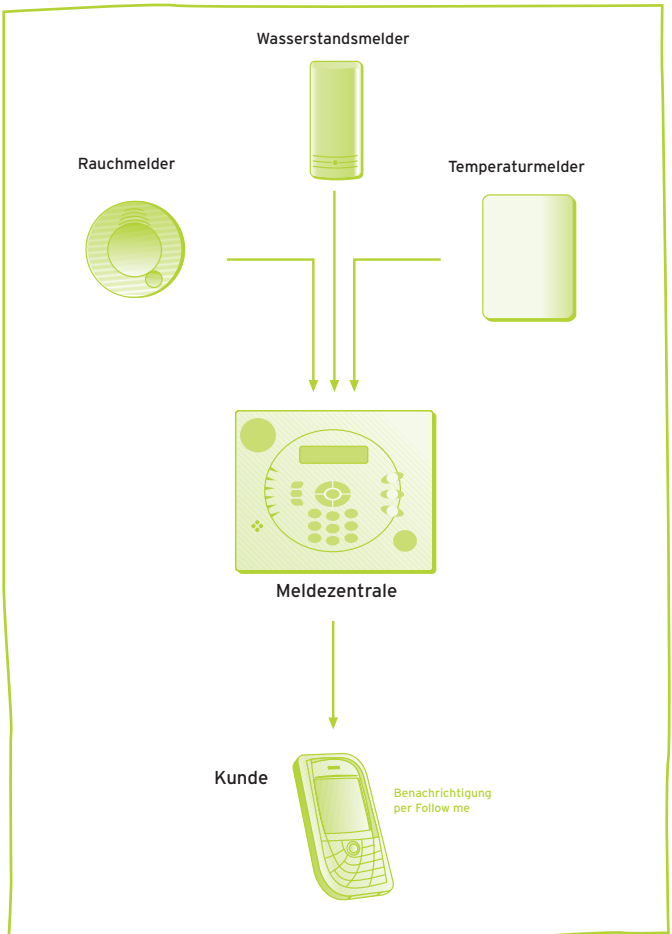 Wasserstandsmelder
Rauchmelder
Temperaturmelder
Meldezentrale
Kunde
Benachrichtigung
per Follow me